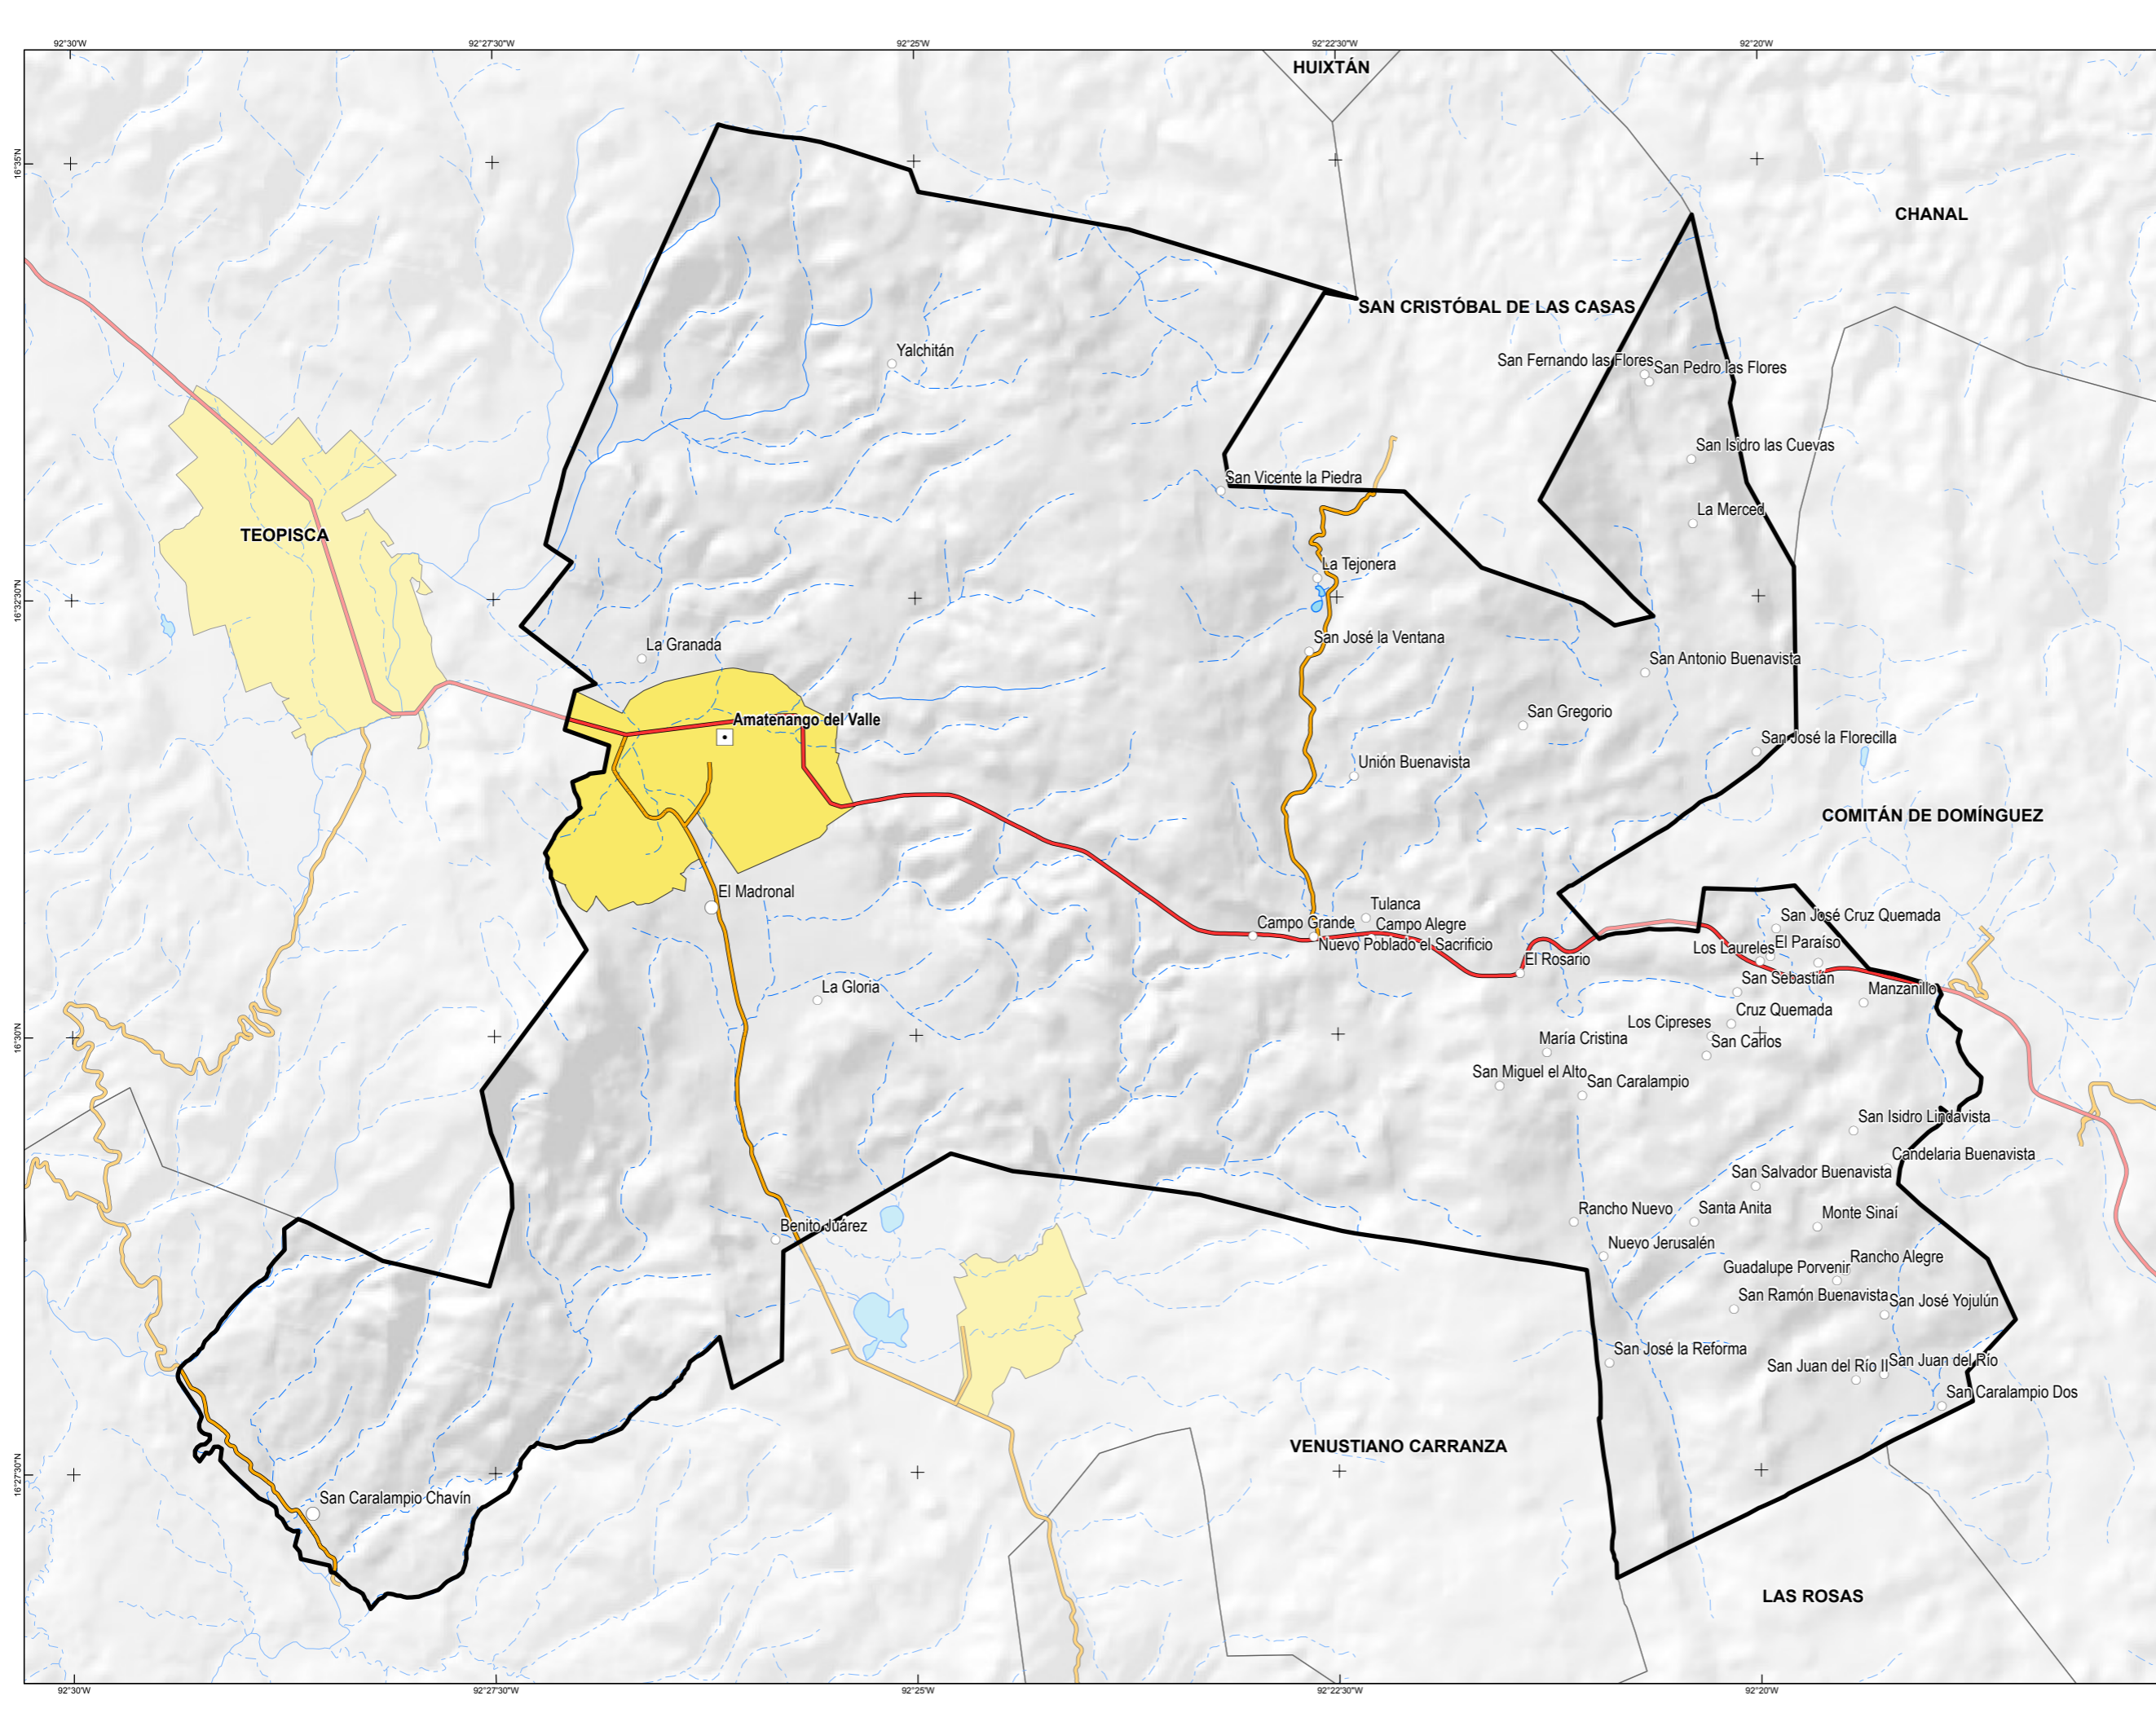 92°30'W
92°27'30"W
92°25'W
92°22'30"W
92°20'W
HUIXTÁN
16°35'N
CHANAL
SAN CRISTÓBAL DE LAS CASAS
Yalchitán
San Fernando las Flores
San Pedro las Flores
San Isidro las Cuevas
San Vicente la Piedra
La Merced
TEOPISCA
La Tejonera
16°32'30"N
San José la Ventana
La Granada
San Antonio Buenavista
San Gregorio
Amatenango del Valle
San José la Florecilla
Unión Buenavista
COMITÁN DE DOMÍNGUEZ
El Madronal
Tulanca
San José Cruz Quemada
Campo Grande
Campo Alegre
Nuevo Poblado el Sacrificio
Los Laureles
El Paraíso
El Rosario
San Sebastián
La Gloria
Manzanillo
Cruz Quemada
Los Cipreses
16°30'N
María Cristina
San Carlos
San Miguel el Alto
San Caralampio
San Isidro Lindavista
Candelaria Buenavista
San Salvador Buenavista
Rancho Nuevo
Santa Anita
Monte Sinaí
Benito Juárez
Nuevo Jerusalén
Rancho Alegre
Guadalupe Porvenir
San Ramón Buenavista
San José Yojulún
San José la Reforma
San Juan del Río II
San Juan del Río
San Caralampio Dos
VENUSTIANO CARRANZA
16°27'30"N
San Caralampio Chavín
LAS ROSAS
92°30'W
92°27'30"W
92°25'W
92°22'30"W
92°20'W